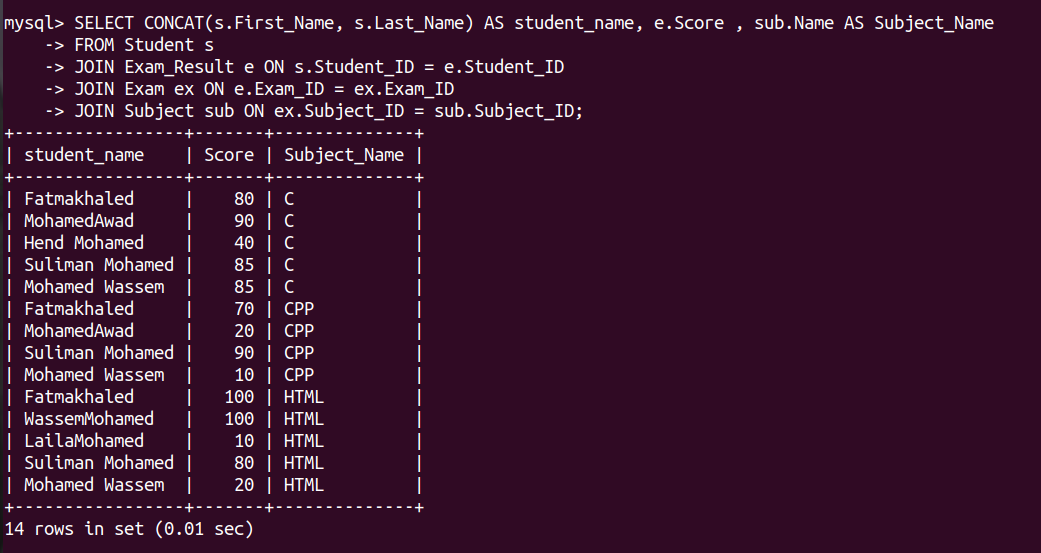 mysql> SELECT CONCAT(s.First_Name, s.Last_Name) AS student_name, e.Score , sub.Name AS Subject_Name
    -> FROM Student s
    -> JOIN Exam_Result e ON s.Student_ID = e.Student_ID
    -> JOIN Exam ex ON e.Exam_ID = ex.Exam_ID
    -> JOIN Subject sub ON ex.Subject_ID = sub.Subject_ID;
+-----------------+-------+--------------+
| student_name    | Score | Subject_Name |
+-----------------+-------+--------------+
| Fatmakhaled     |    80 | C            |
| MohamedAwad     |    90 | C            |
| Hend Mohamed    |    40 | C            |
| Suliman Mohamed |    85 | C            |
| Mohamed Wassem  |    85 | C            |
| Fatmakhaled     |    70 | CPP          |
| MohamedAwad     |    20 | CPP          |
| Suliman Mohamed |    90 | CPP          |
| Mohamed Wassem  |    10 | CPP          |
| Fatmakhaled     |   100 | HTML         |
| WassemMohamed   |   100 | HTML         |
| LailaMohamed    |    10 | HTML         |
| Suliman Mohamed |    80 | HTML         |
| Mohamed Wassem  |    20 | HTML         |
+-----------------+-------+--------------+
14 rows in set (0.01 sec)